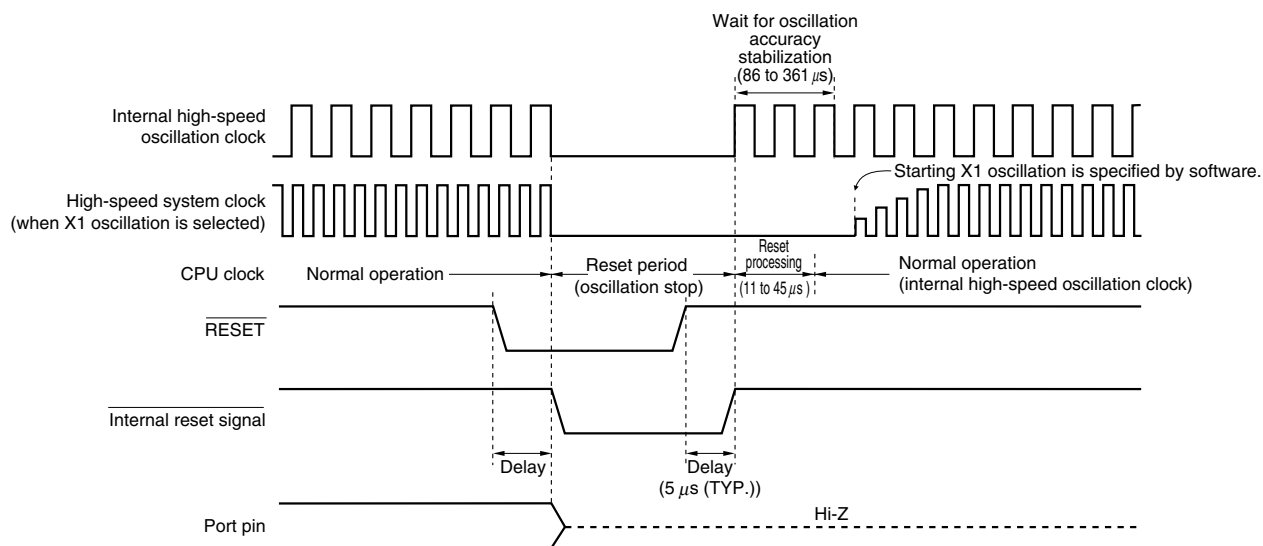 Wait for oscillation
accuracy
stabilization
(86 to 361 μs)
Internal high-speed
oscillation clock
Starting X1 oscillation is specified by software.
High-speed system clock
(when X1 oscillation is selected)
CPU clock
Normal operation
Reset period
(oscillation stop)
Reset
processing
(11 to 45 μs )
Normal operation
(internal high-speed oscillation clock)
RESET
Internal reset signal
Delay
Delay
(5 μs (TYP.))
Port pin
Hi-Z